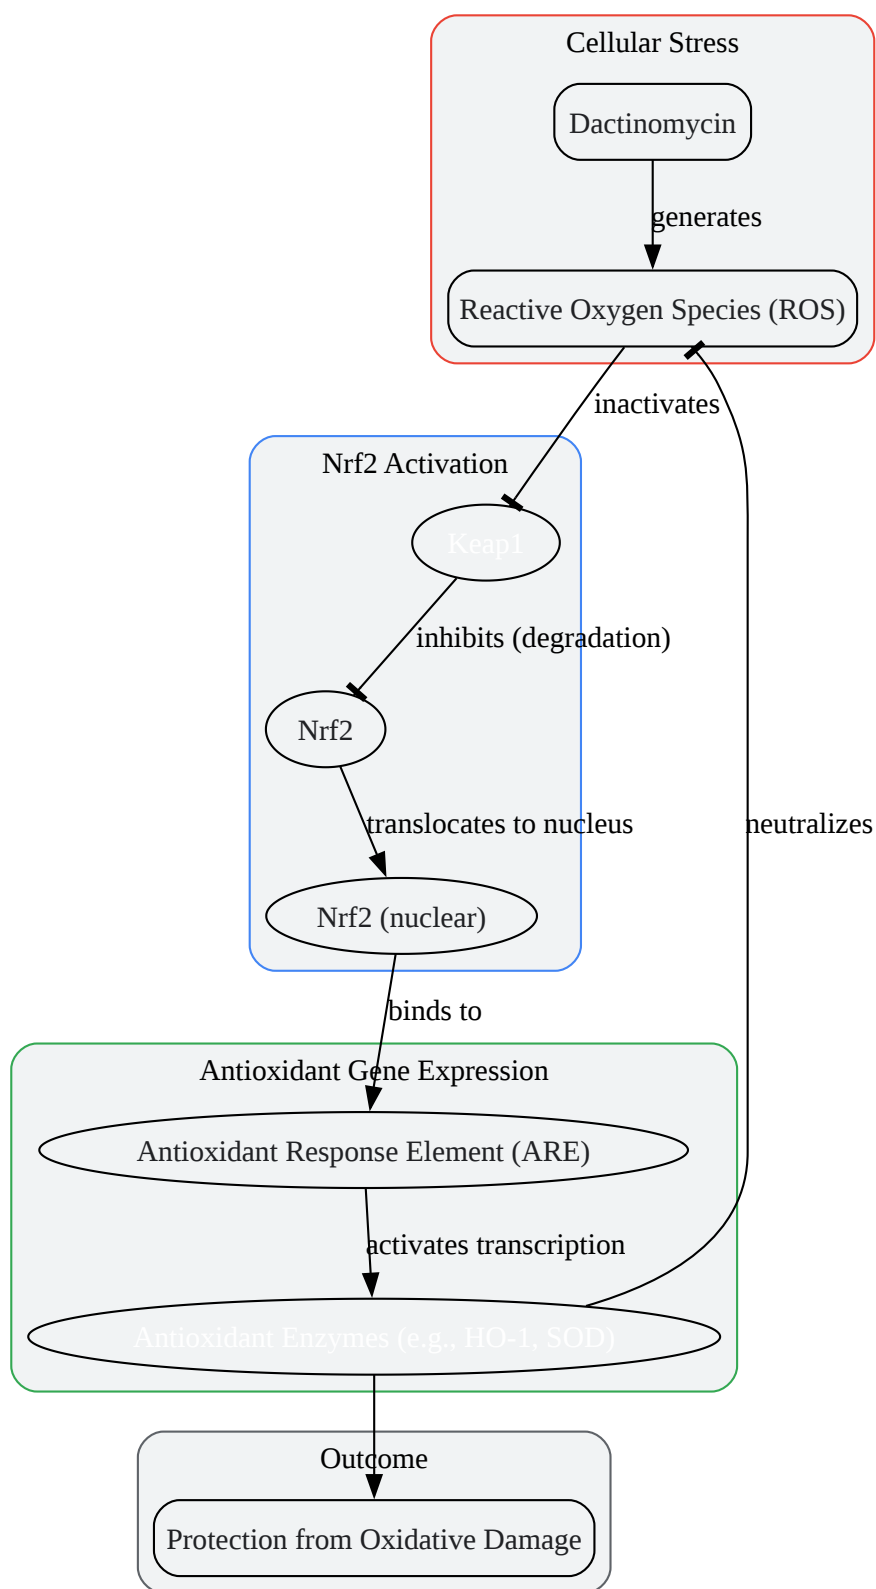 Cellular Stress
Dactinomycin
generates
Reactive Oxygen Species (ROS)
inactivates
Nrf2 Activation
Keap1
inhibits (degradation)
Nrf2
translocates to nucleus
neutralizes
Nrf2 (nuclear)
binds to
Antioxidant Gene Expression
Antioxidant Response Element (ARE)
activates transcription
Antioxidant Enzymes (e.g., HO-1, SOD)
Outcome
Protection from Oxidative Damage